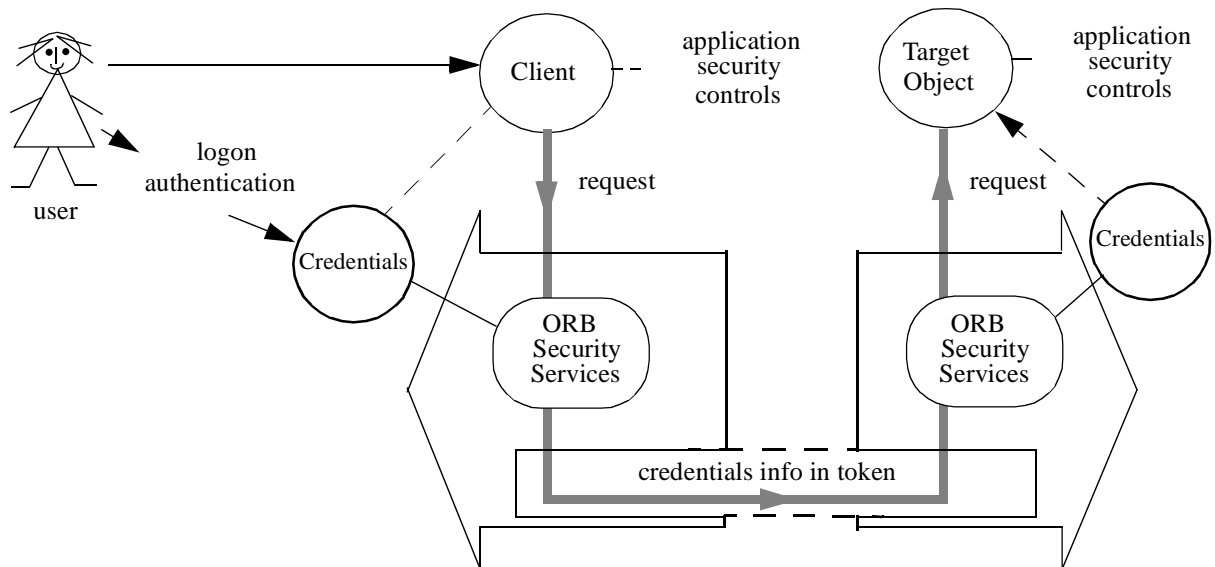 Client
application
security
controls
Target
Object
application
security
controls
logon
authentication
user
request
request
Credentials
Credentials
ORB
Security
Services
ORB
Security
Services
credentials info in token